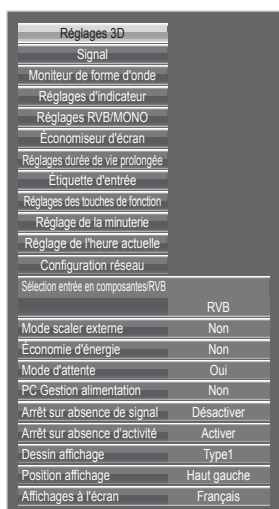 Réglages 3D
Signal
Moniteur de forme d'onde
Réglages d'indicateur
Réglages RVB/MONO
Économiseur d'écran
Réglages durée de vie prolongée
Étiquette d'entrée
Réglages des touches de fonction
Réglage de la minuterie
Réglage de l'heure actuelle
Configuration réseau
Sélection entrée en composantes/RVB
RVB
Mode scaler externe Non
Économie d'énergie Non
Mode d'attente Oui
PC Gestion alimentation Non
Arrêt sur absence de signal Désactiver
Arrêt sur absence d'activité Activer
Dessin affichage Type1
Position affichage Haut gauche
Affichages à l'écran Français